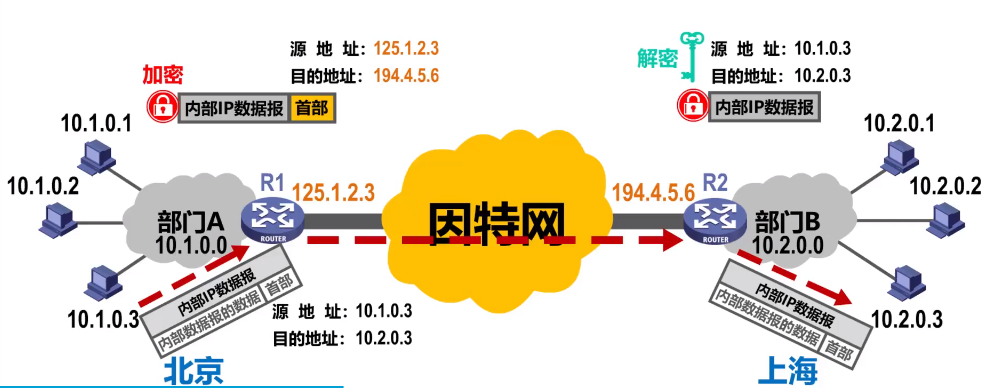 源 地 址：125.1.2.3
目的地址：194.4.5.6
加密
内部IP数据报 首部
解密
源 地 址：10.1.0.3
目的地址：10.2.0.3
内部IP数据报
10.1.0.1
10.1.0.2
10.1.0.3
部门A
10.1.0.0
R1
ROUTER
125.1.2.3
因特网
194.4.5.6
R2
ROUTER
部门B
10.2.0.0
10.2.0.1
10.2.0.2
10.2.0.3
内部IP数据报
内部数据报的数据 首部
源 地 址：10.1.0.3
目的地址：10.2.0.3
内部IP数据报
内部数据报的数据 首部
北京
上海